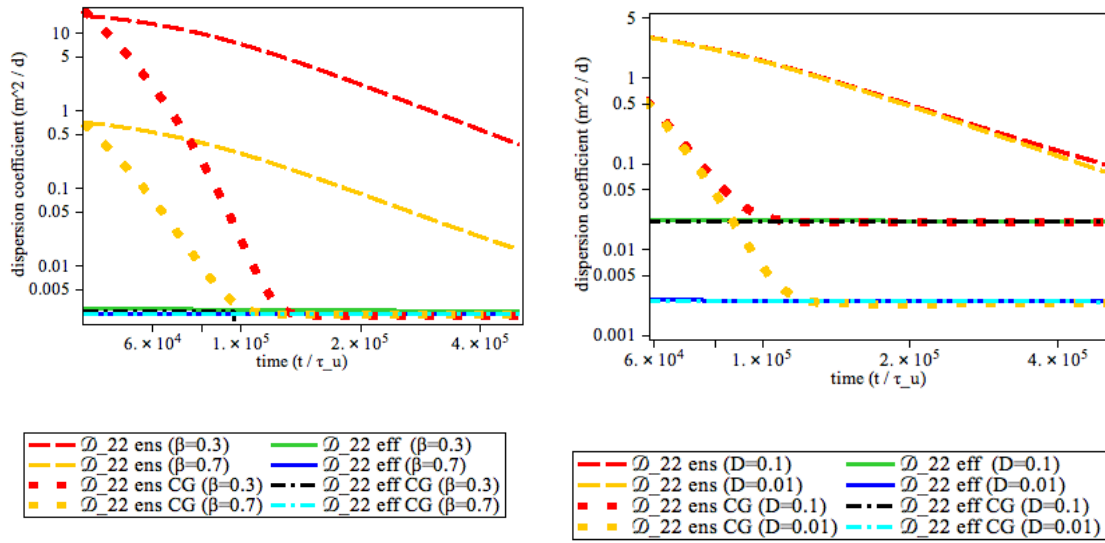 dispersion coefficient (m^2 / d)
10
5
1
0.5
0.1
0.05
0.01
0.005
6. × 10⁴
1. × 10⁵
2. × 10⁵
4. × 10⁵
time (t / τ_u)
𝒟_22 ens (β=0.3)
𝒟_22 ens (β=0.7)
𝒟_22 ens CG (β=0.3)
𝒟_22 ens CG (β=0.7)
𝒟_22 eff (β=0.3)
𝒟_22 eff (β=0.7)
𝒟_22 eff CG (β=0.3)
𝒟_22 eff CG (β=0.7)
dispersion coefficient (m^2 / d)
5
1
0.5
0.1
0.05
0.01
0.005
0.001
6. × 10⁴
1. × 10⁵
2. × 10⁵
4. × 10⁵
time (t / τ_u)
𝒟_22 ens (D=0.1)
𝒟_22 ens (D=0.01)
𝒟_22 ens CG (D=0.1)
𝒟_22 ens CG (D=0.01)
𝒟_22 eff (D=0.1)
𝒟_22 eff (D=0.01)
𝒟_22 eff CG (D=0.1)
𝒟_22 eff CG (D=0.01)